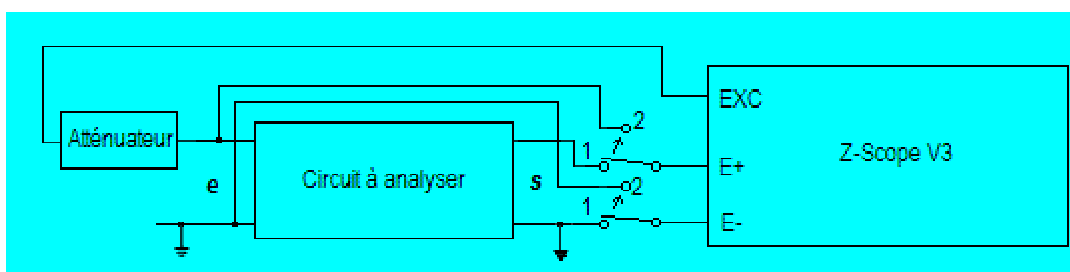 EXC
2
Atténuateur
1
Z-Scope V3
E+
Circuit à analyser
e
s
2
1
E-